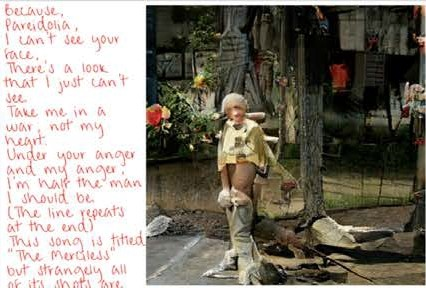 Because,
Pareidolia,
I can't see your
face,
There's a look
that I just can't
see.
Take me in a
war, not my
heart.
Under your anger
and my anger,
I'm half the man
I should be.
(The line repeats
at the end)
This song is titled
"The Merciless"
but strangely all
of its shots are